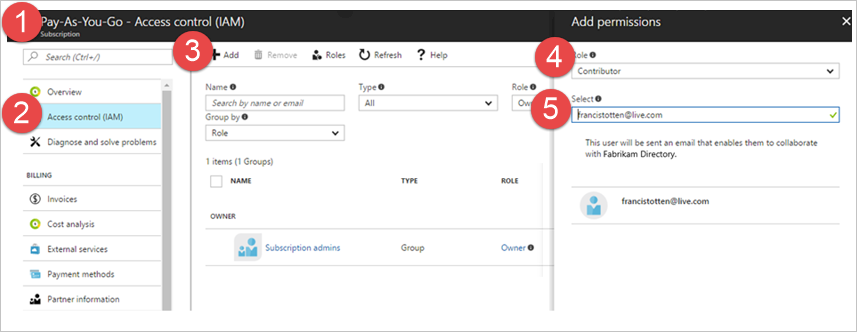 1
Pay-As-You-Go - Access control (IAM)
Subscription
Search (Ctrl+/)
2
Overview
Access control (IAM)
Diagnose and solve problems
BILLING
Invoices
Cost analysis
External services
Payment methods
Partner information
3
Add Remove Roles Refresh ? Help
Name Type Role
Search by name or email All Ow
Group by
Role
1 items (1 Groups)
NAME TYPE ROLE
OWNER
Subscription admins Group Owner
Add permissions
4
Role
Contributor
5
Select
francistotten@live.com
This user will be sent an email that enables them to collaborate
with Fabrikam Directory.
francistotten@live.com